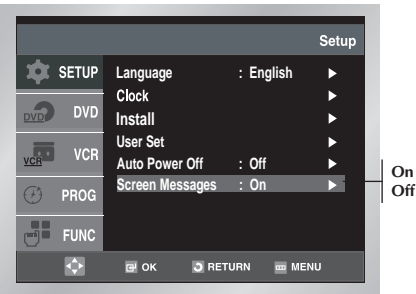 Setup
SETUP
DVD
DVD
VCR
VCR
PROG
FUNC
Language : English ►
Clock ►
Install ►
User Set ►
Auto Power Off : Off ►
Screen Messages : On ►
On
Off
OK RETURN MENU